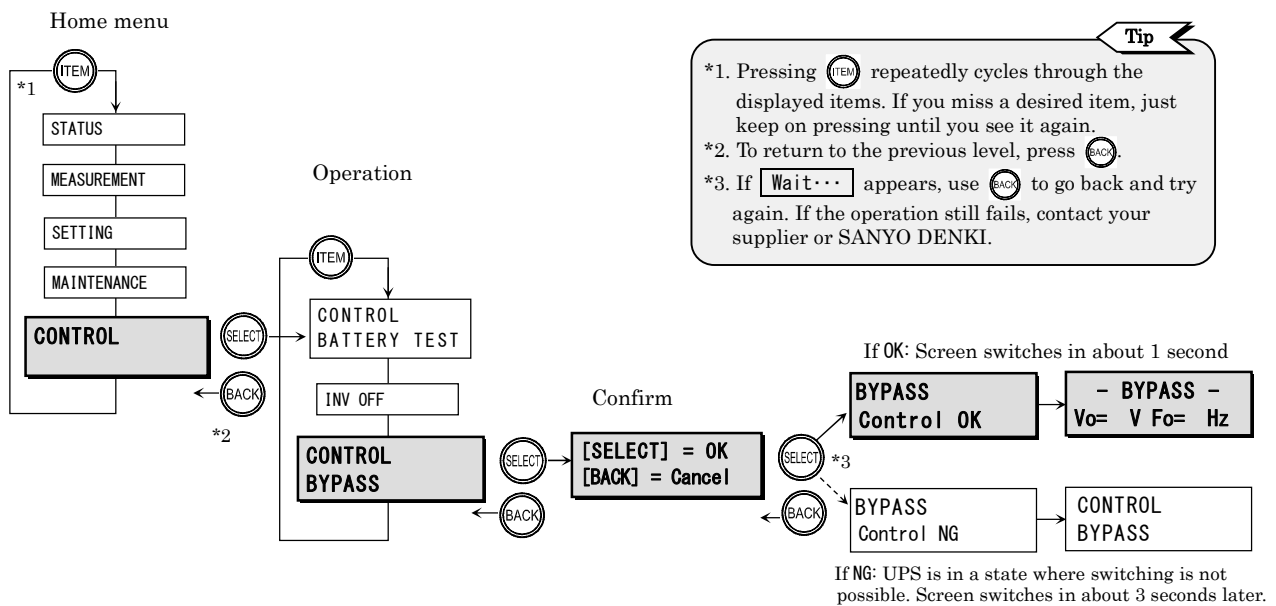 Home menu
ITEM
*1
STATUS
MEASUREMENT
SETTING
MAINTENANCE
CONTROL
SELECT
BACK
*2
Operation
ITEM
CONTROL
BATTERY TEST
INV OFF
CONTROL
BYPASS
SELECT
BACK
Confirm
[SELECT] = OK
[BACK] = Cancel
SELECT
*3
BACK
If OK: Screen switches in about 1 second
BYPASS
Control OK
– BYPASS –
Vo= V Fo= Hz
BYPASS
Control NG
CONTROL
BYPASS
If NG: UPS is in a state where switching is not
possible. Screen switches in about 3 seconds later.
Tip
*1. Pressing ITEM repeatedly cycles through the
displayed items. If you miss a desired item, just
keep on pressing until you see it again.
*2. To return to the previous level, press BACK.
*3. If Wait··· appears, use BACK to go back and try
again. If the operation still fails, contact your
supplier or SANYO DENKI.